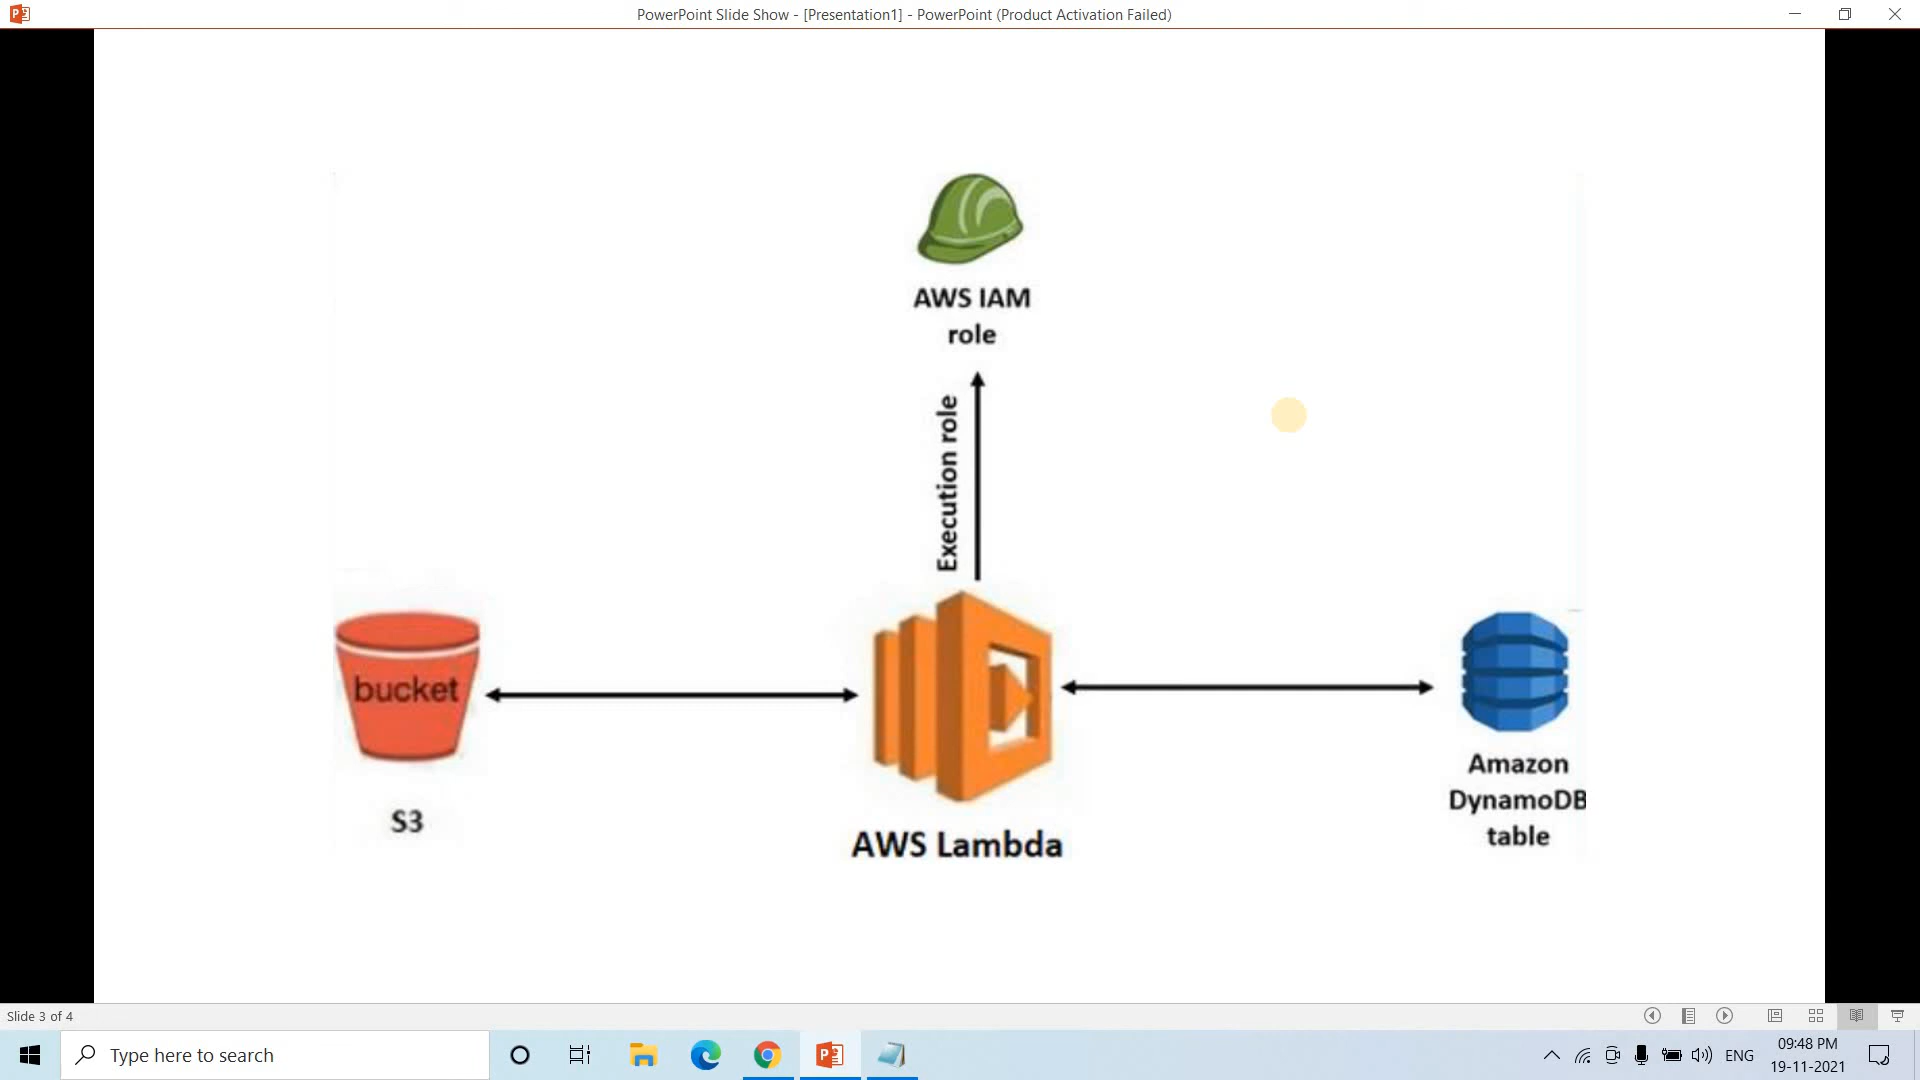 PowerPoint Slide Show - [Presentation1] - PowerPoint (Product Activation Failed)
AWS IAM
role
Execution role
bucket
S3
AWS Lambda
Amazon
DynamoDB
table
Slide 3 of 4
Type here to search
ENG
09:48 PM
19-11-2021